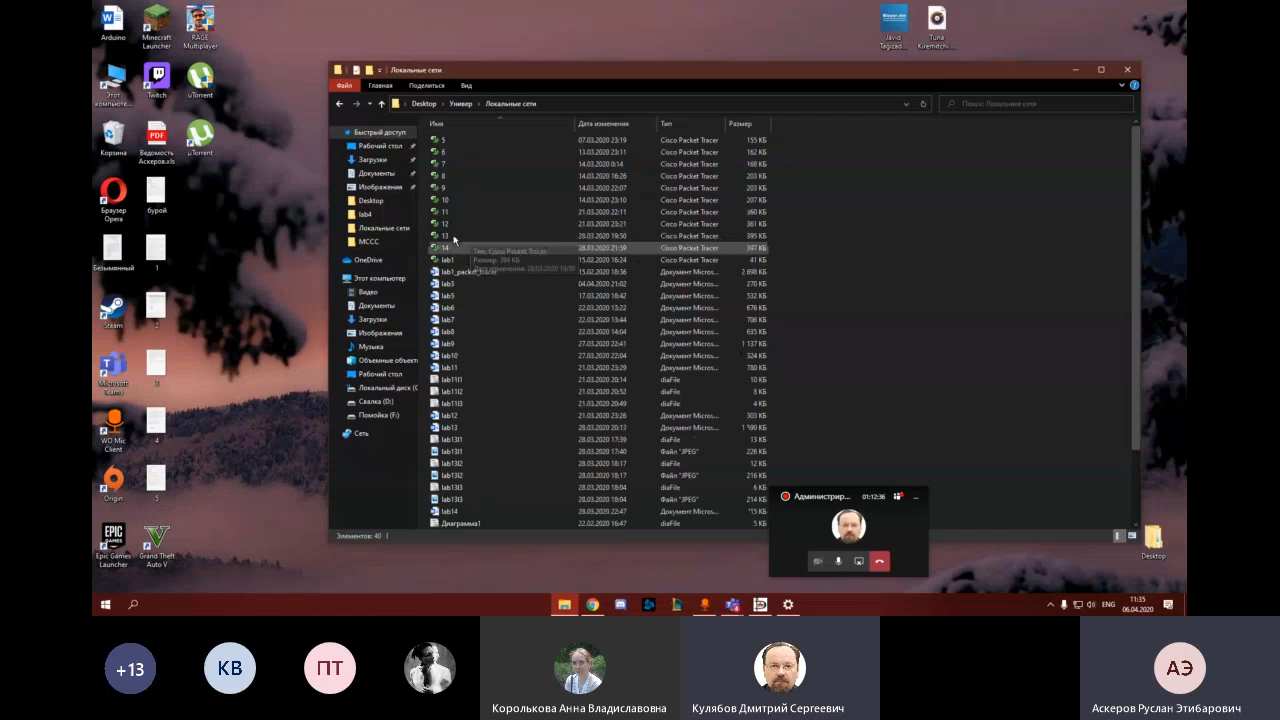 Arduino
Minecraft
Launcher
RAGE
Multiplayer
Javid
Tagizad...
Tuna
Kiremitchi...
Этот
компьюте...
Twitch
uTorrent
Корзина
Ведомость
Аскеров.xls
uTorrent
Браузер
Opera
бурой
Безымянный
1
Steam
2
Microsoft
Teams
3
WO Mic
Client
4
Origin
5
Epic Games
Launcher
Grand Theft
Auto V
Desktop
Локальные сети
Файл Главная Поделиться Вид
Desktop Универ Локальные сети
Поиск: Локальные сети
Быстрый доступ
Рабочий стол
Загрузки
Документы
Изображения
Desktop
lab4
Локальные сети
МССС
OneDrive
Этот компьютер
Видео
Документы
Загрузки
Изображения
Музыка
Объемные объект
Рабочий стол
Локальный диск (C
Свалка (D:)
Помойка (F:)
Сеть
Имя Дата изменения Тип Размер
5 07.03.2020 23:19 Cisco Packet Tracer 155 КБ
6 13.03.2020 23:11 Cisco Packet Tracer 162 КБ
7 14.03.2020 0:14 Cisco Packet Tracer 168 КБ
8 14.03.2020 16:26 Cisco Packet Tracer 203 КБ
9 14.03.2020 22:07 Cisco Packet Tracer 203 КБ
10 14.03.2020 23:10 Cisco Packet Tracer 207 КБ
11 21.03.2020 22:11 Cisco Packet Tracer 360 КБ
12 21.03.2020 23:21 Cisco Packet Tracer 361 КБ
13 28.03.2020 19:50 Cisco Packet Tracer 395 КБ
14 28.03.2020 21:59 Cisco Packet Tracer 397 КБ
Тип: Cisco Packet Tracer
lab1 15.02.2020 18:24 Cisco Packet Tracer 41 КБ
lab1_packet_tracer 15.02.2020 18:36 Документ Micros... 2 698 КБ
lab3 04.04.2020 21:02 Документ Micros... 270 КБ
lab5 17.03.2020 18:42 Документ Micros... 532 КБ
lab6 22.03.2020 13:22 Документ Micros... 676 КБ
lab7 22.03.2020 13:44 Документ Micros... 706 КБ
lab8 22.03.2020 14:04 Документ Micros... 635 КБ
lab9 27.03.2020 22:41 Документ Micros... 1 137 КБ
lab10 27.03.2020 22:04 Документ Micros... 324 КБ
lab11 21.03.2020 23:29 Документ Micros... 780 КБ
lab11l1 21.03.2020 20:14 diaFile 10 КБ
lab11l2 21.03.2020 20:52 diaFile 8 КБ
lab11l3 21.03.2020 20:49 diaFile 4 КБ
lab12 21.03.2020 23:26 Документ Micros... 303 КБ
lab13 28.03.2020 20:13 Документ Micros...
lab13l1 28.03.2020 17:39 diaFile 13 КБ
lab13l1 28.03.2020 17:40 Файл "JPEG" 226 КБ
lab13l2 28.03.2020 18:17 diaFile 12 КБ
lab13l2 28.03.2020 18:17 Файл "JPEG" 216 КБ
lab13l3 28.03.2020 18:04 diaFile 6 КБ
lab13l3 28.03.2020 18:04 Файл "JPEG" 214 КБ
lab14 28.03.2020 22:47 Документ Micros...
Диаграмма1 22.02.2020 16:47 diaFile 5 КБ
Элементов: 40
Администрир... 01:12:36
ENG
11:35
06.04.2020
+13
КВ
ПТ
АЭ
Королькова Анна Владиславовна
Кулябов Дмитрий Сергеевич
Аскеров Руслан Этибарович